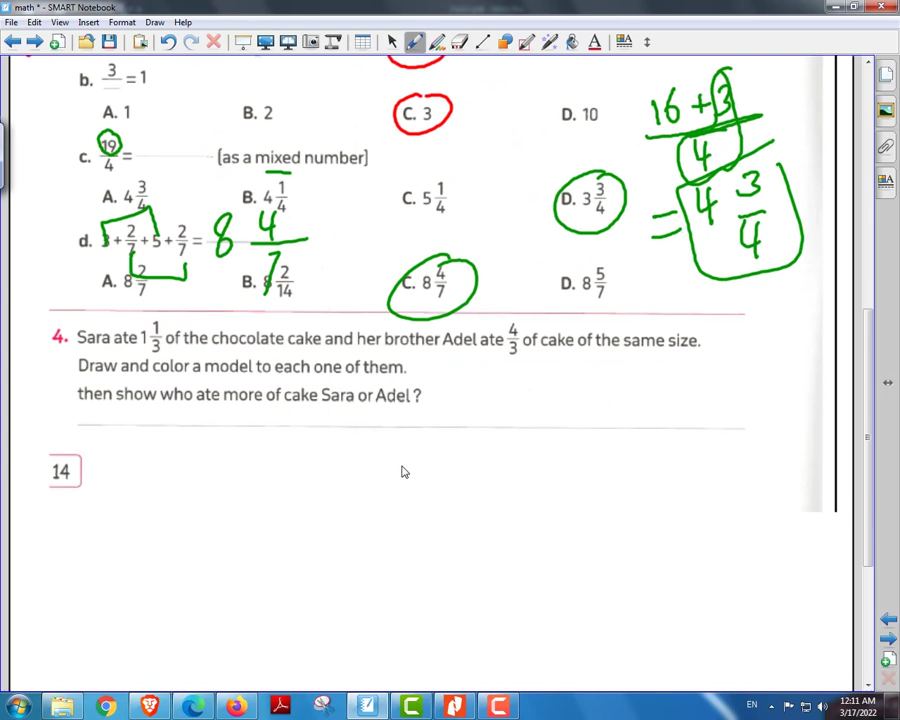 math * - SMART Notebook
File Edit View Insert Format Draw Help
b. 3/ = 1
A. 1 B. 2 C. 3 D. 10
16 + 3
4
c. 19/4 = (as a mixed number)
A. 4 3/4 B. 4 1/4 C. 5 1/4 D. 3 3/4
= 4 3/4
d. 3 + 2/7 + 5 + 2/7 = 8 4/7
A. 8 2/7 B. 8 2/14 C. 8 4/7 D. 8 5/7
4. Sara ate 1 1/3 of the chocolate cake and her brother Adel ate 4/3 of cake of the same size.
Draw and color a model to each one of them.
then show who ate more of cake Sara or Adel ?
14
EN 12:11 AM
3/17/2022